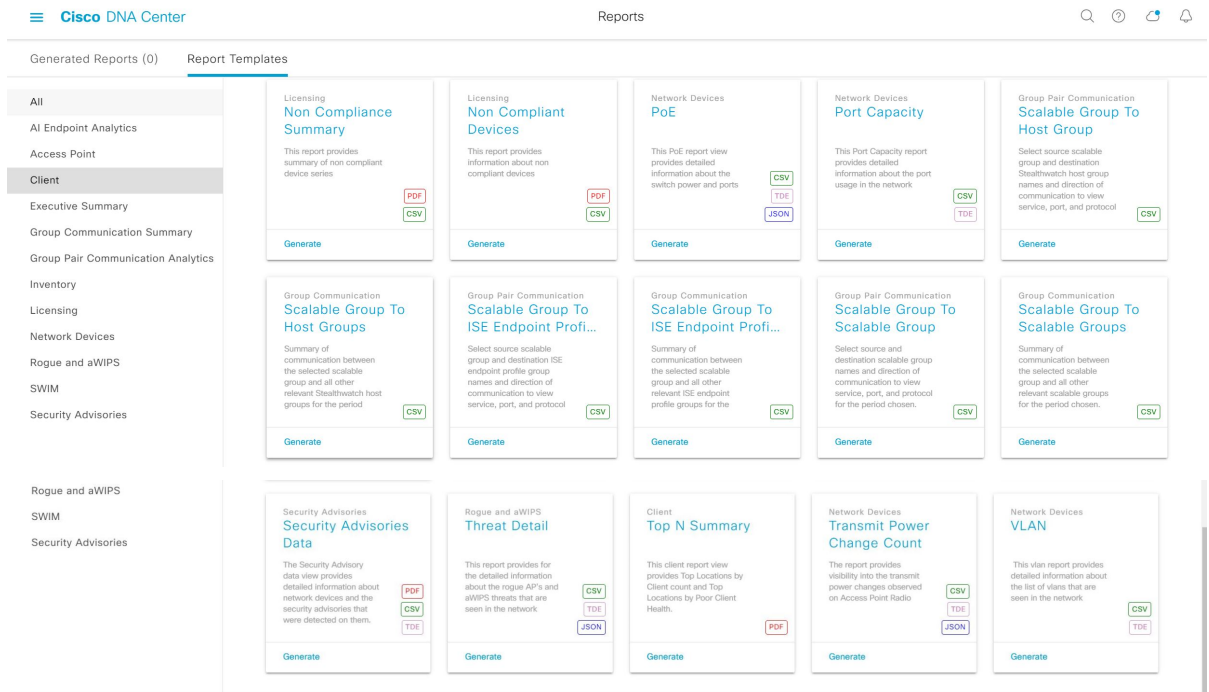 Cisco DNA Center
Reports
Generated Reports (0)
Report Templates
All
AI Endpoint Analytics
Access Point
Client
Executive Summary
Group Communication Summary
Group Pair Communication Analytics
Inventory
Licensing
Network Devices
Rogue and aWIPS
SWIM
Security Advisories
Licensing
Non Compliance
Summary
This report provides
summary of non compliant
device series
PDF
CSV
Generate
Licensing
Non Compliant
Devices
This report provides
information about non
compliant devices
PDF
CSV
Generate
Network Devices
PoE
This PoE report view
provides detailed
information about the
switch power and ports
CSV
TDE
JSON
Generate
Network Devices
Port Capacity
This Port Capacity report
provides detailed
information about the port
usage in the network
CSV
TDE
Generate
Group Pair Communication
Scalable Group To
Host Group
Select source scalable
group and destination
Stealthwatch host group
names and direction of
communication to view
service, port, and protocol
CSV
Generate
Group Communication
Scalable Group To
Host Groups
Summary of
communication between
the selected scalable
group and all other
relevant Stealthwatch host
groups for the period
CSV
Generate
Group Pair Communication
Scalable Group To
ISE Endpoint Profi...
Select source scalable
group and destination ISE
endpoint profile group
names and direction of
communication to view
service, port, and protocol
CSV
Generate
Group Communication
Scalable Group To
ISE Endpoint Profi...
Summary of
communication between
the selected scalable
group and all other
relevant ISE endpoint
profile groups for the
CSV
Generate
Group Pair Communication
Scalable Group To
Scalable Group
Select source and
destination scalable group
names and direction of
communication to view
service, port, and protocol
for the period chosen.
CSV
Generate
Group Communication
Scalable Group To
Scalable Groups
Summary of
communication between
the selected scalable
group and all other
relevant scalable groups
for the period chosen.
CSV
Generate
Rogue and aWIPS
SWIM
Security Advisories
Security Advisories
Security Advisories
Data
The Security Advisory
data view provides
detailed information about
network devices and the
security advisories that
were detected on them.
PDF
CSV
TDE
Generate
Rogue and aWIPS
Threat Detail
This report provides for
the detailed information
about the rogue AP's and
aWIPS threats that are
seen in the network
CSV
TDE
JSON
Generate
Client
Top N Summary
This client report view
provides Top Locations by
Client count and Top
Locations by Poor Client
Health.
PDF
Generate
Network Devices
Transmit Power
Change Count
The report provides
visibility into the transmit
power changes observed
on Access Point Radio
CSV
TDE
JSON
Generate
Network Devices
VLAN
This vlan report provides
detailed information about
the list of vlans that are
seen in the network
CSV
TDE
Generate